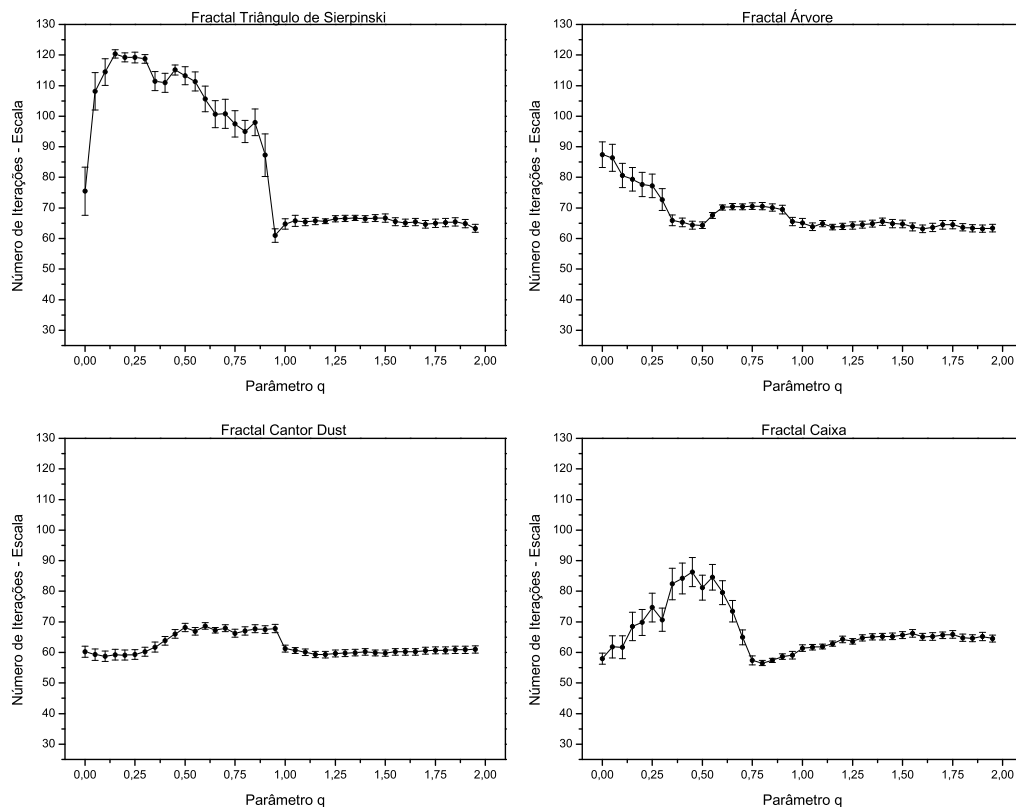 Fractal Triângulo de Sierpinski
130
120
110
100
90
80
70
60
50
40
30
Número de Iterações - Escala
0,00 0,25 0,50 0,75 1,00 1,25 1,50 1,75 2,00
Parâmetro q
Fractal Árvore
130
120
110
100
90
80
70
60
50
40
30
Número de Iterações - Escala
0,00 0,25 0,50 0,75 1,00 1,25 1,50 1,75 2,00
Parâmetro q
Fractal Cantor Dust
130
120
110
100
90
80
70
60
50
40
30
Número de Iterações - Escala
0,00 0,25 0,50 0,75 1,00 1,25 1,50 1,75 2,00
Parâmetro q
Fractal Caixa
130
120
110
100
90
80
70
60
50
40
30
Número de Iterações - Escala
0,00 0,25 0,50 0,75 1,00 1,25 1,50 1,75 2,00
Parâmetro q